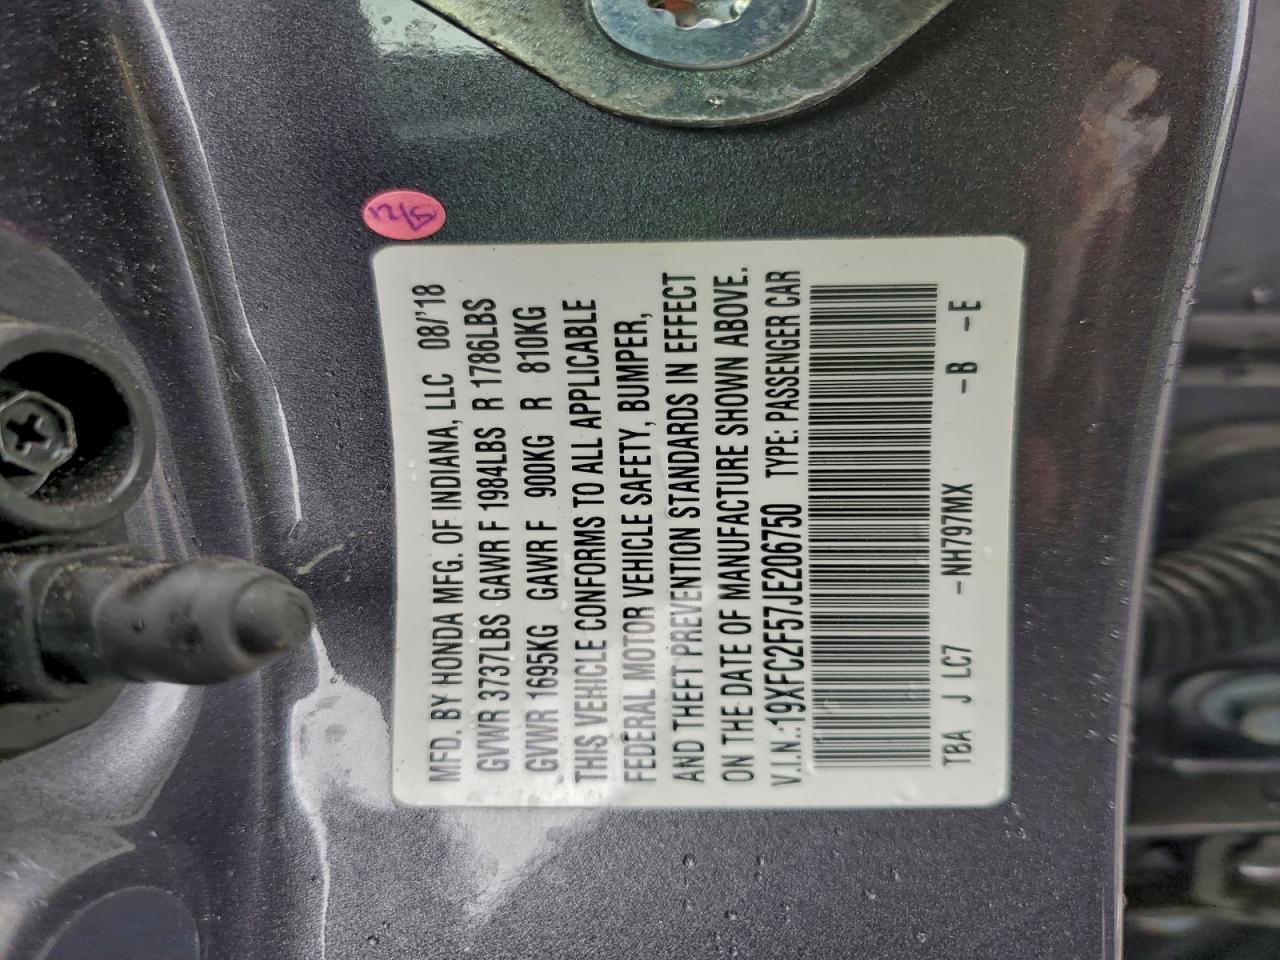 MFD. BY HONDA MFG. OF INDIANA, LLC 08/'18
GVWR 3737LBS GAWR F 1984LBS R 1786LBS
GVWR 1695KG GAWR F 900KG R 810KG
THIS VEHICLE CONFORMS TO ALL APPLICABLE
FEDERAL MOTOR VEHICLE SAFETY, BUMPER,
AND THEFT PREVENTION STANDARDS IN EFFECT
ON THE DATE OF MANUFACTURE SHOWN ABOVE.
V.I.N.:19XFC2F57JE206750 TYPE: PASSENGER CAR
TBA J LC7 -NH797MX -B -E